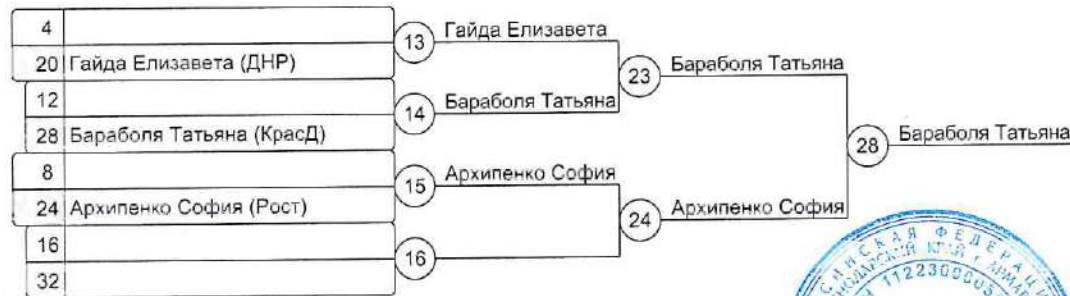 4
20 Гайда Елизавета (ДНР)
13 Гайда Елизавета
12
28 Бараболя Татьяна (КрасД)
14 Бараболя Татьяна
23 Бараболя Татьяна
8
24 Архипенко София (Рост)
15 Архипенко София
16
32
16
24 Архипенко София
28 Бараболя Татьяна